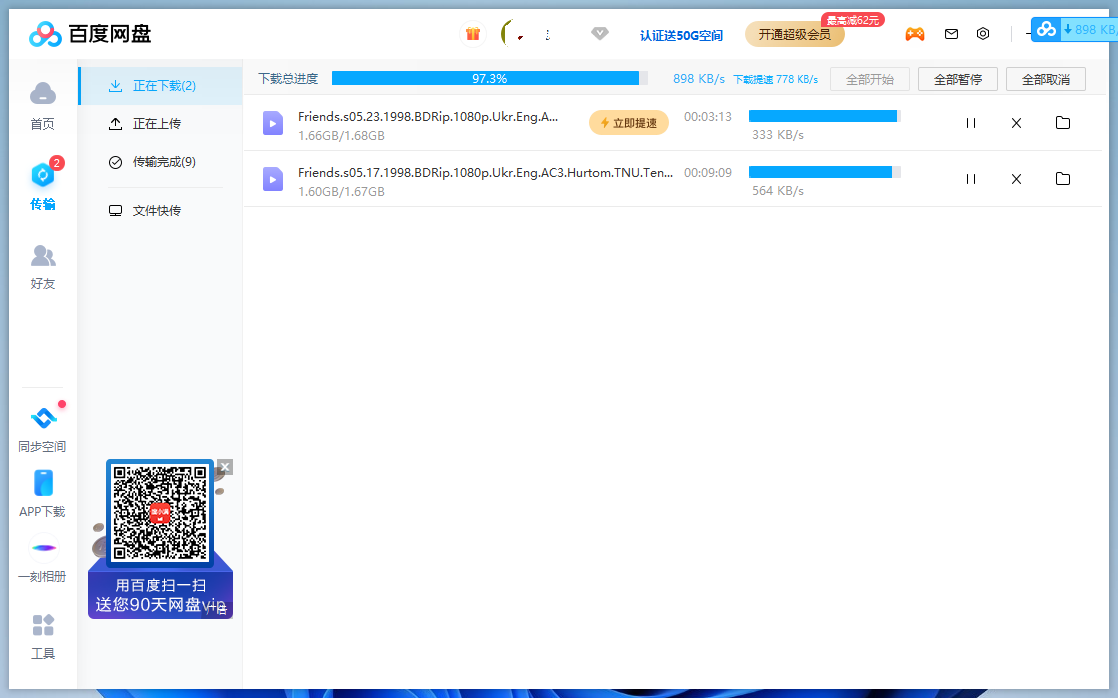 百度网盘
认证送50G空间
开通超级会员
最高减62元
898 KB/
首页
2
传输
好友
同步空间
APP下载
一刻相册
工具
正在下载(2)
正在上传
传输完成(9)
文件快传
用百度扫一扫
送您90天网盘vip
下载总进度
97.3%
898 KB/s
下载提速 778 KB/s
全部开始
全部暂停
全部取消
Friends.s05.23.1998.BDRip.1080p.Ukr.Eng.A...
1.66GB/1.68GB
立即提速
00:03:13
333 KB/s
Friends.s05.17.1998.BDRip.1080p.Ukr.Eng.AC3.Hurtom.TNU.Ten...
1.60GB/1.67GB
00:09:09
564 KB/s